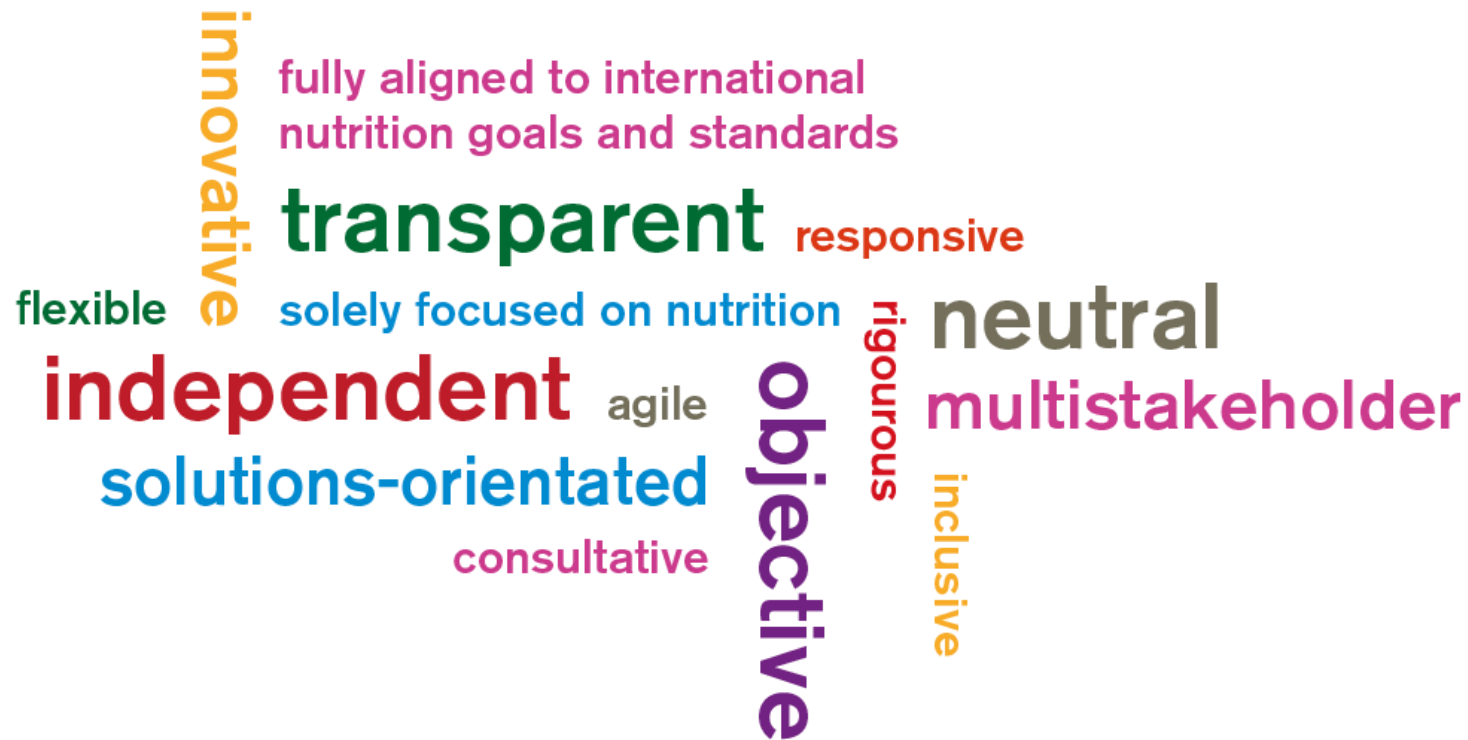 innovative
fully aligned to international
nutrition goals and standards
transparent
responsive
flexible
solely focused on nutrition
rigourous
neutral
independent
agile
objective
multistakeholder
solutions-orientated
inclusive
consultative